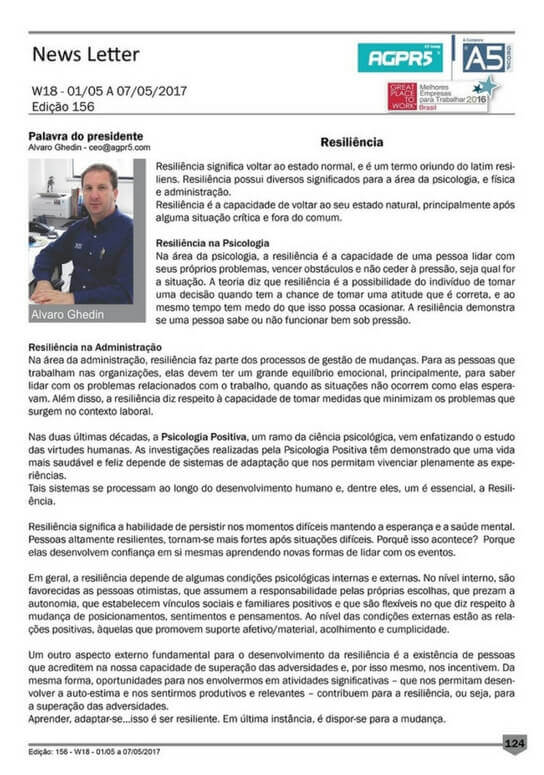 News Letter
AGPR5
A5
W18 - 01/05 A 07/05/2017
Edição 156
GREAT
PLACE
TO
WORK
Melhores
Empresas
para Trabalhar 2016
Brasil
Palavra do presidente
Alvaro Ghedin - ceo@agpr5.com
Alvaro Ghedin
Resiliência
Resiliência significa voltar ao estado normal, e é um termo oriundo do latim resi-
liens. Resiliência possui diversos significados para a área da psicologia, e física
e administração.
Resiliência é a capacidade de voltar ao seu estado natural, principalmente após
alguma situação crítica e fora do comum.
Resiliência na Psicologia
Na área da psicologia, a resiliência é a capacidade de uma pessoa lidar com
seus próprios problemas, vencer obstáculos e não ceder à pressão, seja qual for
a situação. A teoria diz que resiliência é a possibilidade do indivíduo de tomar
uma decisão quando tem a chance de tomar uma atitude que é correta, e ao
mesmo tempo tem medo do que isso possa ocasionar. A resiliência demonstra
se uma pessoa sabe ou não funcionar bem sob pressão.
Resiliência na Administração
Na área da administração, resiliência faz parte dos processos de gestão de mudanças. Para as pessoas que
trabalham nas organizações, elas devem ter um grande equilíbrio emocional, principalmente, para saber
lidar com os problemas relacionados com o trabalho, quando as situações não ocorrem como elas espera-
vam. Além disso, a resiliência diz respeito à capacidade de tomar medidas que minimizam os problemas que
surgem no contexto laboral.
Nas duas últimas décadas, a Psicologia Positiva, um ramo da ciência psicológica, vem enfatizando o estudo
das virtudes humanas. As investigações realizadas pela Psicologia Positiva têm demonstrado que uma vida
mais saudável e feliz depende de sistemas de adaptação que nos permitam vivenciar plenamente as expe-
riências.
Tais sistemas se processam ao longo do desenvolvimento humano e, dentre eles, um é essencial, a Resili-
ência.
Resiliência significa a habilidade de persistir nos momentos difíceis mantendo a esperança e a saúde mental.
Pessoas altamente resilientes, tornam-se mais fortes após situações difíceis. Porquê isso acontece? Porque
elas desenvolvem confiança em si mesmas aprendendo novas formas de lidar com os eventos.
Em geral, a resiliência depende de algumas condições psicológicas internas e externas. No nível interno, são
favorecidas as pessoas otimistas, que assumem a responsabilidade pelas próprias escolhas, que prezam a
autonomia, que estabelecem vínculos sociais e familiares positivos e que são flexíveis no que diz respeito à
mudança de posicionamentos, sentimentos e pensamentos. Ao nível das condições externas estão as rela-
ções positivas, àquelas que promovem suporte afetivo/material, acolhimento e cumplicidade.
Um outro aspecto externo fundamental para o desenvolvimento da resiliência é a existência de pessoas
que acreditem na nossa capacidade de superação das adversidades e, por isso mesmo, nos incentivem. Da
mesma forma, oportunidades para nos envolvermos em atividades significativas – que nos permitam desen-
volver a auto-estima e nos sentirmos produtivos e relevantes – contribuem para a resiliência, ou seja, para
a superação das adversidades.
Aprender, adaptar-se...isso é ser resiliente. Em última instância, é dispor-se para a mudança.
124
Edição: 156 - W18 - 01/05 a 07/05/2017